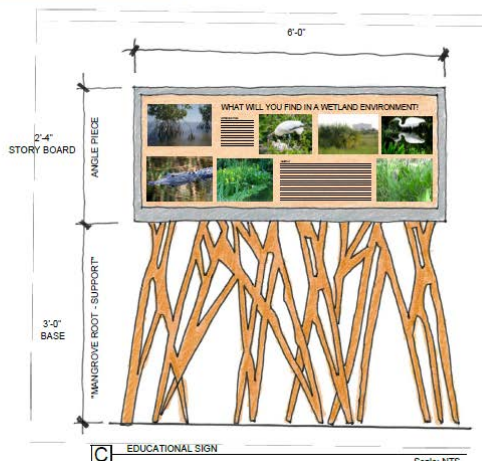 6'-0"
WHAT WILL YOU FIND IN A WETLAND ENVIRONMENT?
2'-4"
STORY BOARD
ANGLE PIECE
3'-0"
BASE
"MANGROVE ROOT - SUPPORT"
C
EDUCATIONAL SIGN
Scale: NTS